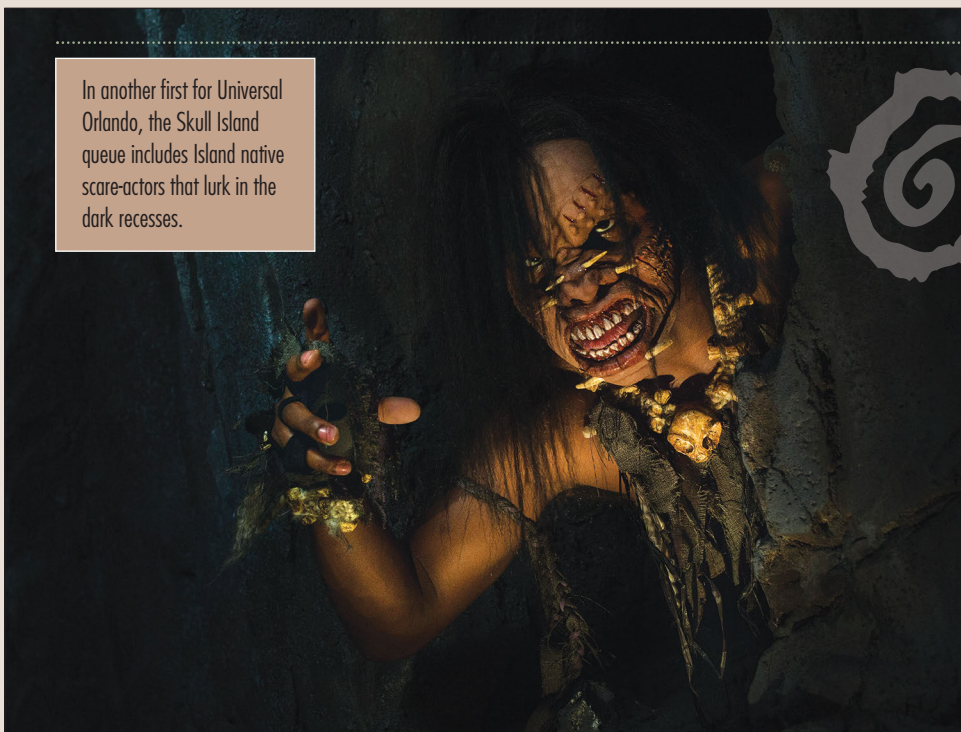 In another first for Universal
Orlando, the Skull Island
queue includes Island native
scare-actors that lurk in the
dark recesses.